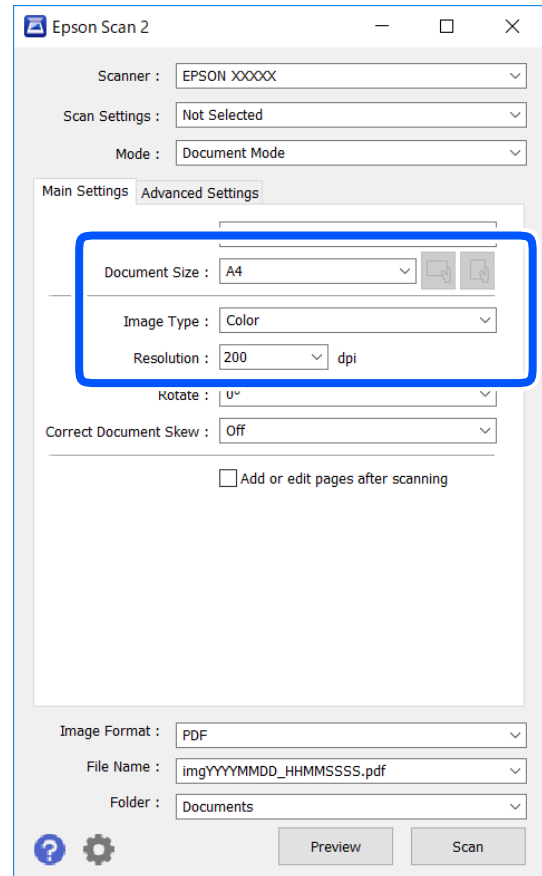 Epson Scan 2
Scanner : EPSON XXXXX
Scan Settings : Not Selected
Mode : Document Mode
Main Settings Advanced Settings
Document Size : A4
Image Type : Color
Resolution : 200 dpi
Rotate : 0°
Correct Document Skew : Off
Add or edit pages after scanning
Image Format : PDF
File Name : imgYYYYMMDD_HHMMSSSS.pdf
Folder : Documents
?
Preview Scan